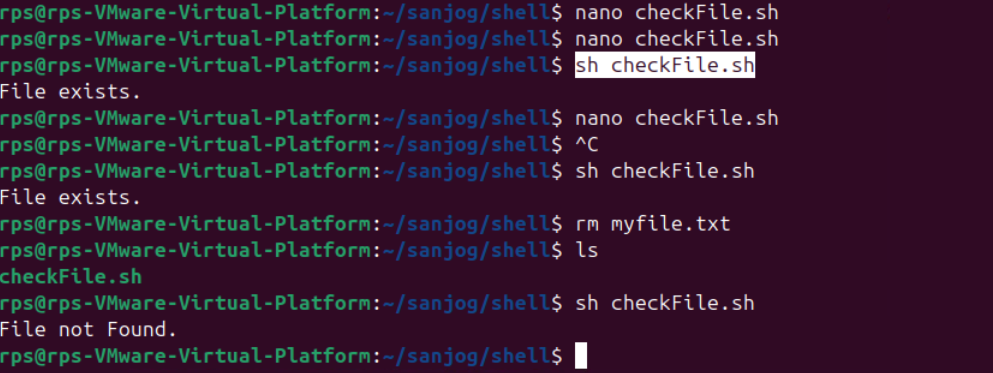 rps@rps-VMware-Virtual-Platform:~/sanjog/shell$ nano checkFile.sh
rps@rps-VMware-Virtual-Platform:~/sanjog/shell$ nano checkFile.sh
rps@rps-VMware-Virtual-Platform:~/sanjog/shell$ sh checkFile.sh
File exists.
rps@rps-VMware-Virtual-Platform:~/sanjog/shell$ nano checkFile.sh
rps@rps-VMware-Virtual-Platform:~/sanjog/shell$ ^C
rps@rps-VMware-Virtual-Platform:~/sanjog/shell$ sh checkFile.sh
File exists.
rps@rps-VMware-Virtual-Platform:~/sanjog/shell$ rm myfile.txt
rps@rps-VMware-Virtual-Platform:~/sanjog/shell$ ls
checkFile.sh
rps@rps-VMware-Virtual-Platform:~/sanjog/shell$ sh checkFile.sh
File not Found.
rps@rps-VMware-Virtual-Platform:~/sanjog/shell$